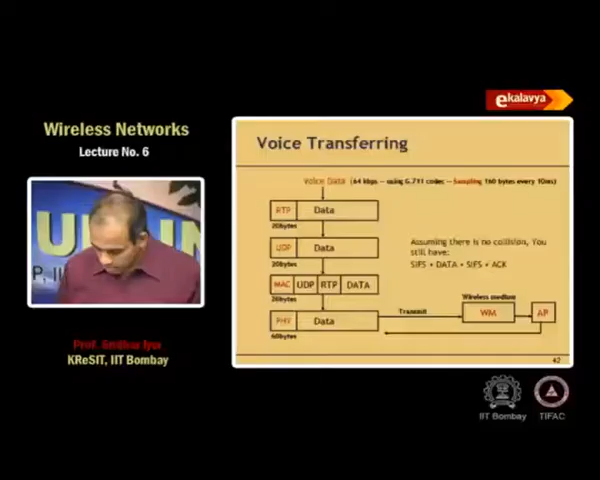 ekalavya
Wireless Networks
Lecture No. 6
Voice Transferring
Voice Data (64 kbps - using G.711 codec - Sampling 160 bytes every 10ms)
RTP Data
20bytes
UDP Data
20bytes
Assuming there is no collision, You
still have:
SIFS + DATA + SIFS + ACK
MAC UDP RTP DATA
PHY Data
Transmit
Wireless medium
WM
AP
60bytes
42
Prof.
KReSIT, IIT Bombay
IIT Bombay
TIFAC